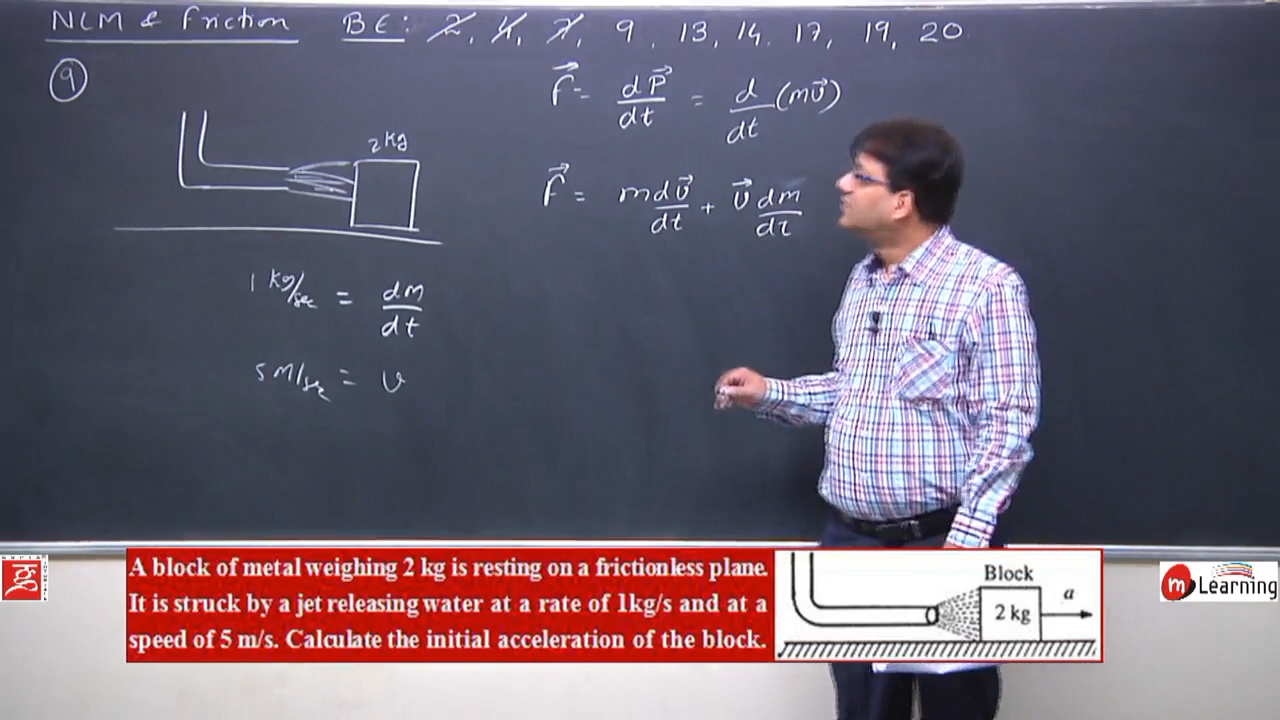 NLM & Friction BE: 2, 4, 7, 9, 13, 14, 17, 19, 20
9
F⃗ = dP⃗/dt = d/dt (mv⃗)
2 kg
F⃗ = m dv⃗/dt + v⃗ dm/dt
1 kg/sec = dm/dt
5 m/sec = v
A block of metal weighing 2 kg is resting on a frictionless plane.
It is struck by a jet releasing water at a rate of 1kg/s and at a
speed of 5 m/s. Calculate the initial acceleration of the block.
Block
a
2 kg
m Learning